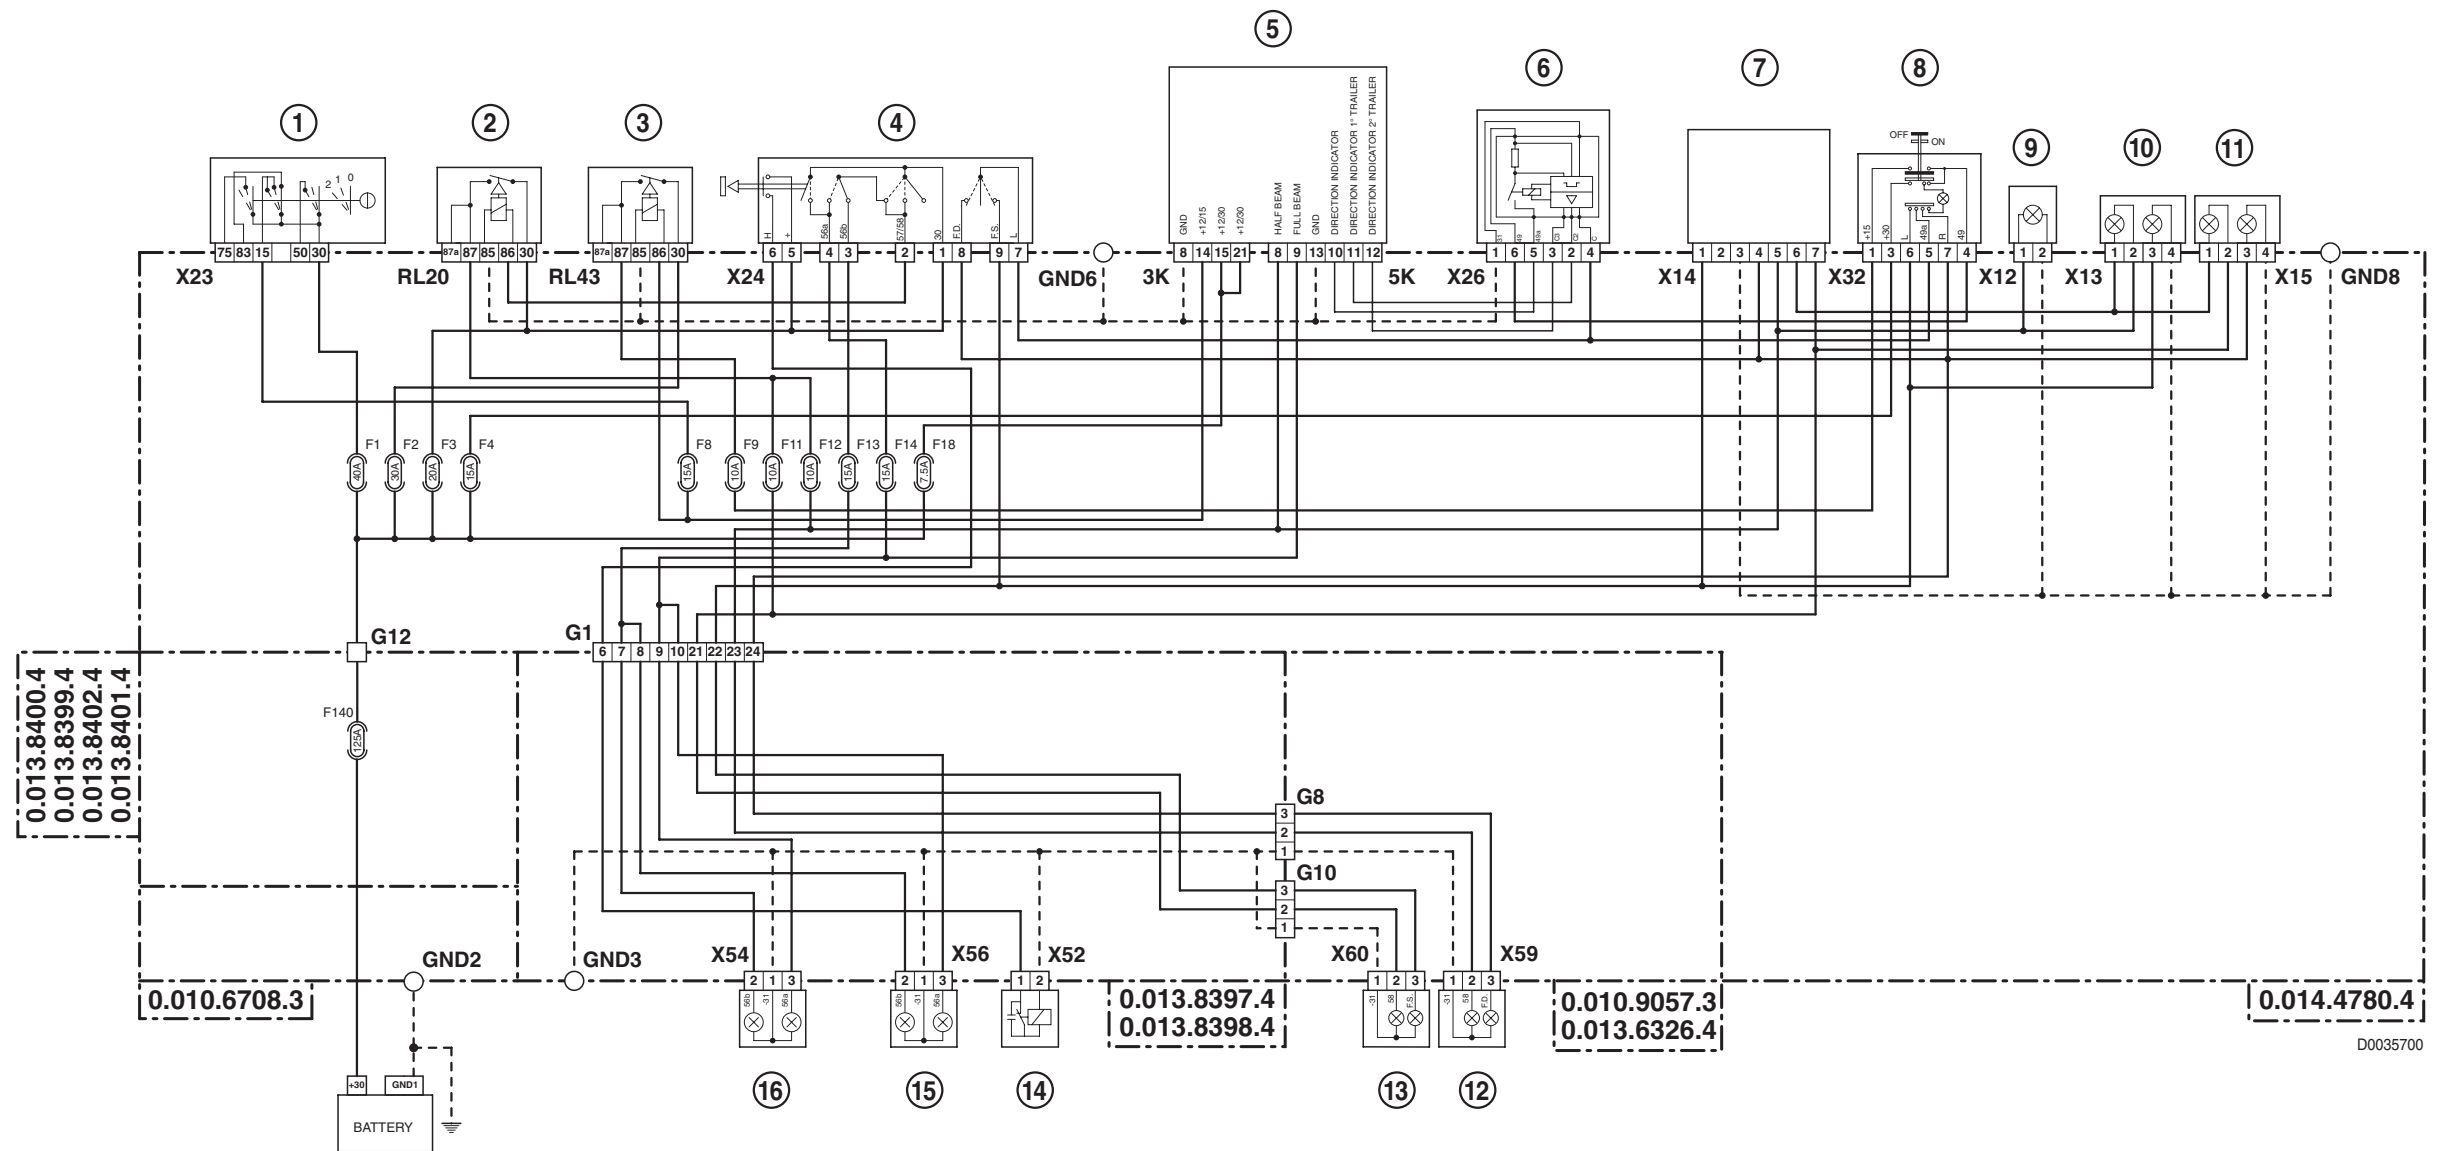 5
6
7
8
1
2
3
4
9
10
11
OFF
ON
2 1 0
H
+
56a
56b
57/58
30
F.D.
F.S.
L
GND
+12/15
+12/30
+12/30
HALF BEAM
FULL BEAM
GND
DIRECTION INDICATOR
DIRECTION INDICATOR 1° TRAILER
DIRECTION INDICATOR 2° TRAILER
31
49
49a
C3
C2
C
+15
+30
L
49a
R
49
75 83 15 50 30
87a 87 85 86 30
87a 87 85 86 30
6 5 4 3 2 1 8 9 7
8 14 15 21
8 9 13 10 11 12
1 6 5 3 2 4
1 2 3 4 5 6 7
1 3 6 5 7 4
1 2
1 2 3 4
1 2 3 4
X23
RL20
RL43
X24
GND6
3K
5K
X26
X14
X32
X12
X13
X15
GND8
F1
F2
F3
F4
F8
F9
F11
F12
F13
F14
F18
40A
30A
20A
15A
15A
10A
10A
10A
15A
15A
7.5A
G12
G1
6 7 8 9 10 21 22 23 24
0.013.8400.4
0.013.8399.4
0.013.8402.4
0.013.8401.4
F140
125A
G8
3
2
1
G10
3
2
1
GND2
GND3
X54
X56
X52
X60
X59
2 1 3
2 1 3
1 2
1 2 3
1 2 3
56b
-31
56a
56b
-31
56a
-31
58
F.S.
-31
58
F.D.
0.010.6708.3
0.013.8397.4
0.013.8398.4
0.010.9057.3
0.013.6326.4
0.014.4780.4
D0035700
+30
GND1
BATTERY
16
15
14
13
12